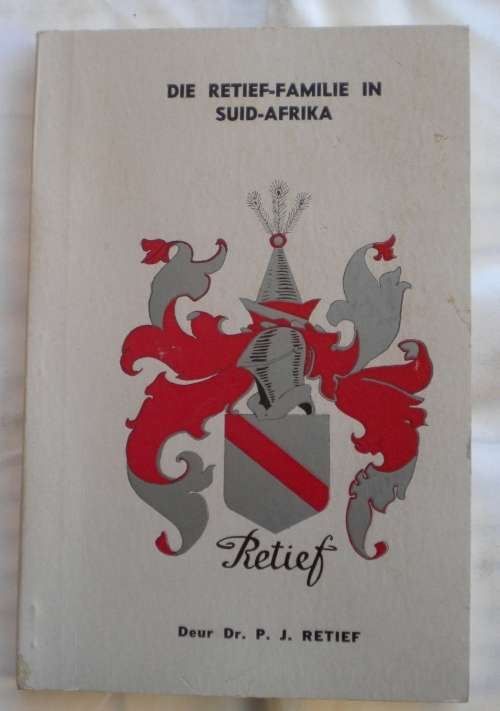 DIE RETIEF-FAMILIE IN
SUID-AFRIKA
Retief
Deur Dr. P. J. RETIEF